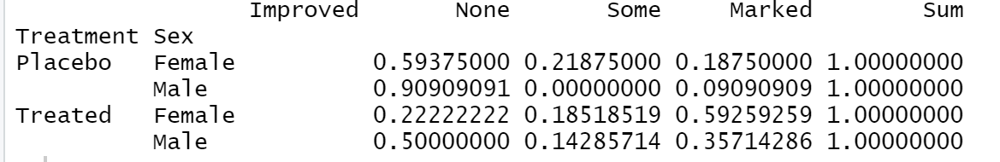 Improved None Some Marked Sum
Treatment Sex
Placebo Female 0.59375000 0.21875000 0.18750000 1.00000000
Male 0.90909091 0.00000000 0.09090909 1.00000000
Treated Female 0.22222222 0.18518519 0.59259259 1.00000000
Male 0.50000000 0.14285714 0.35714286 1.00000000